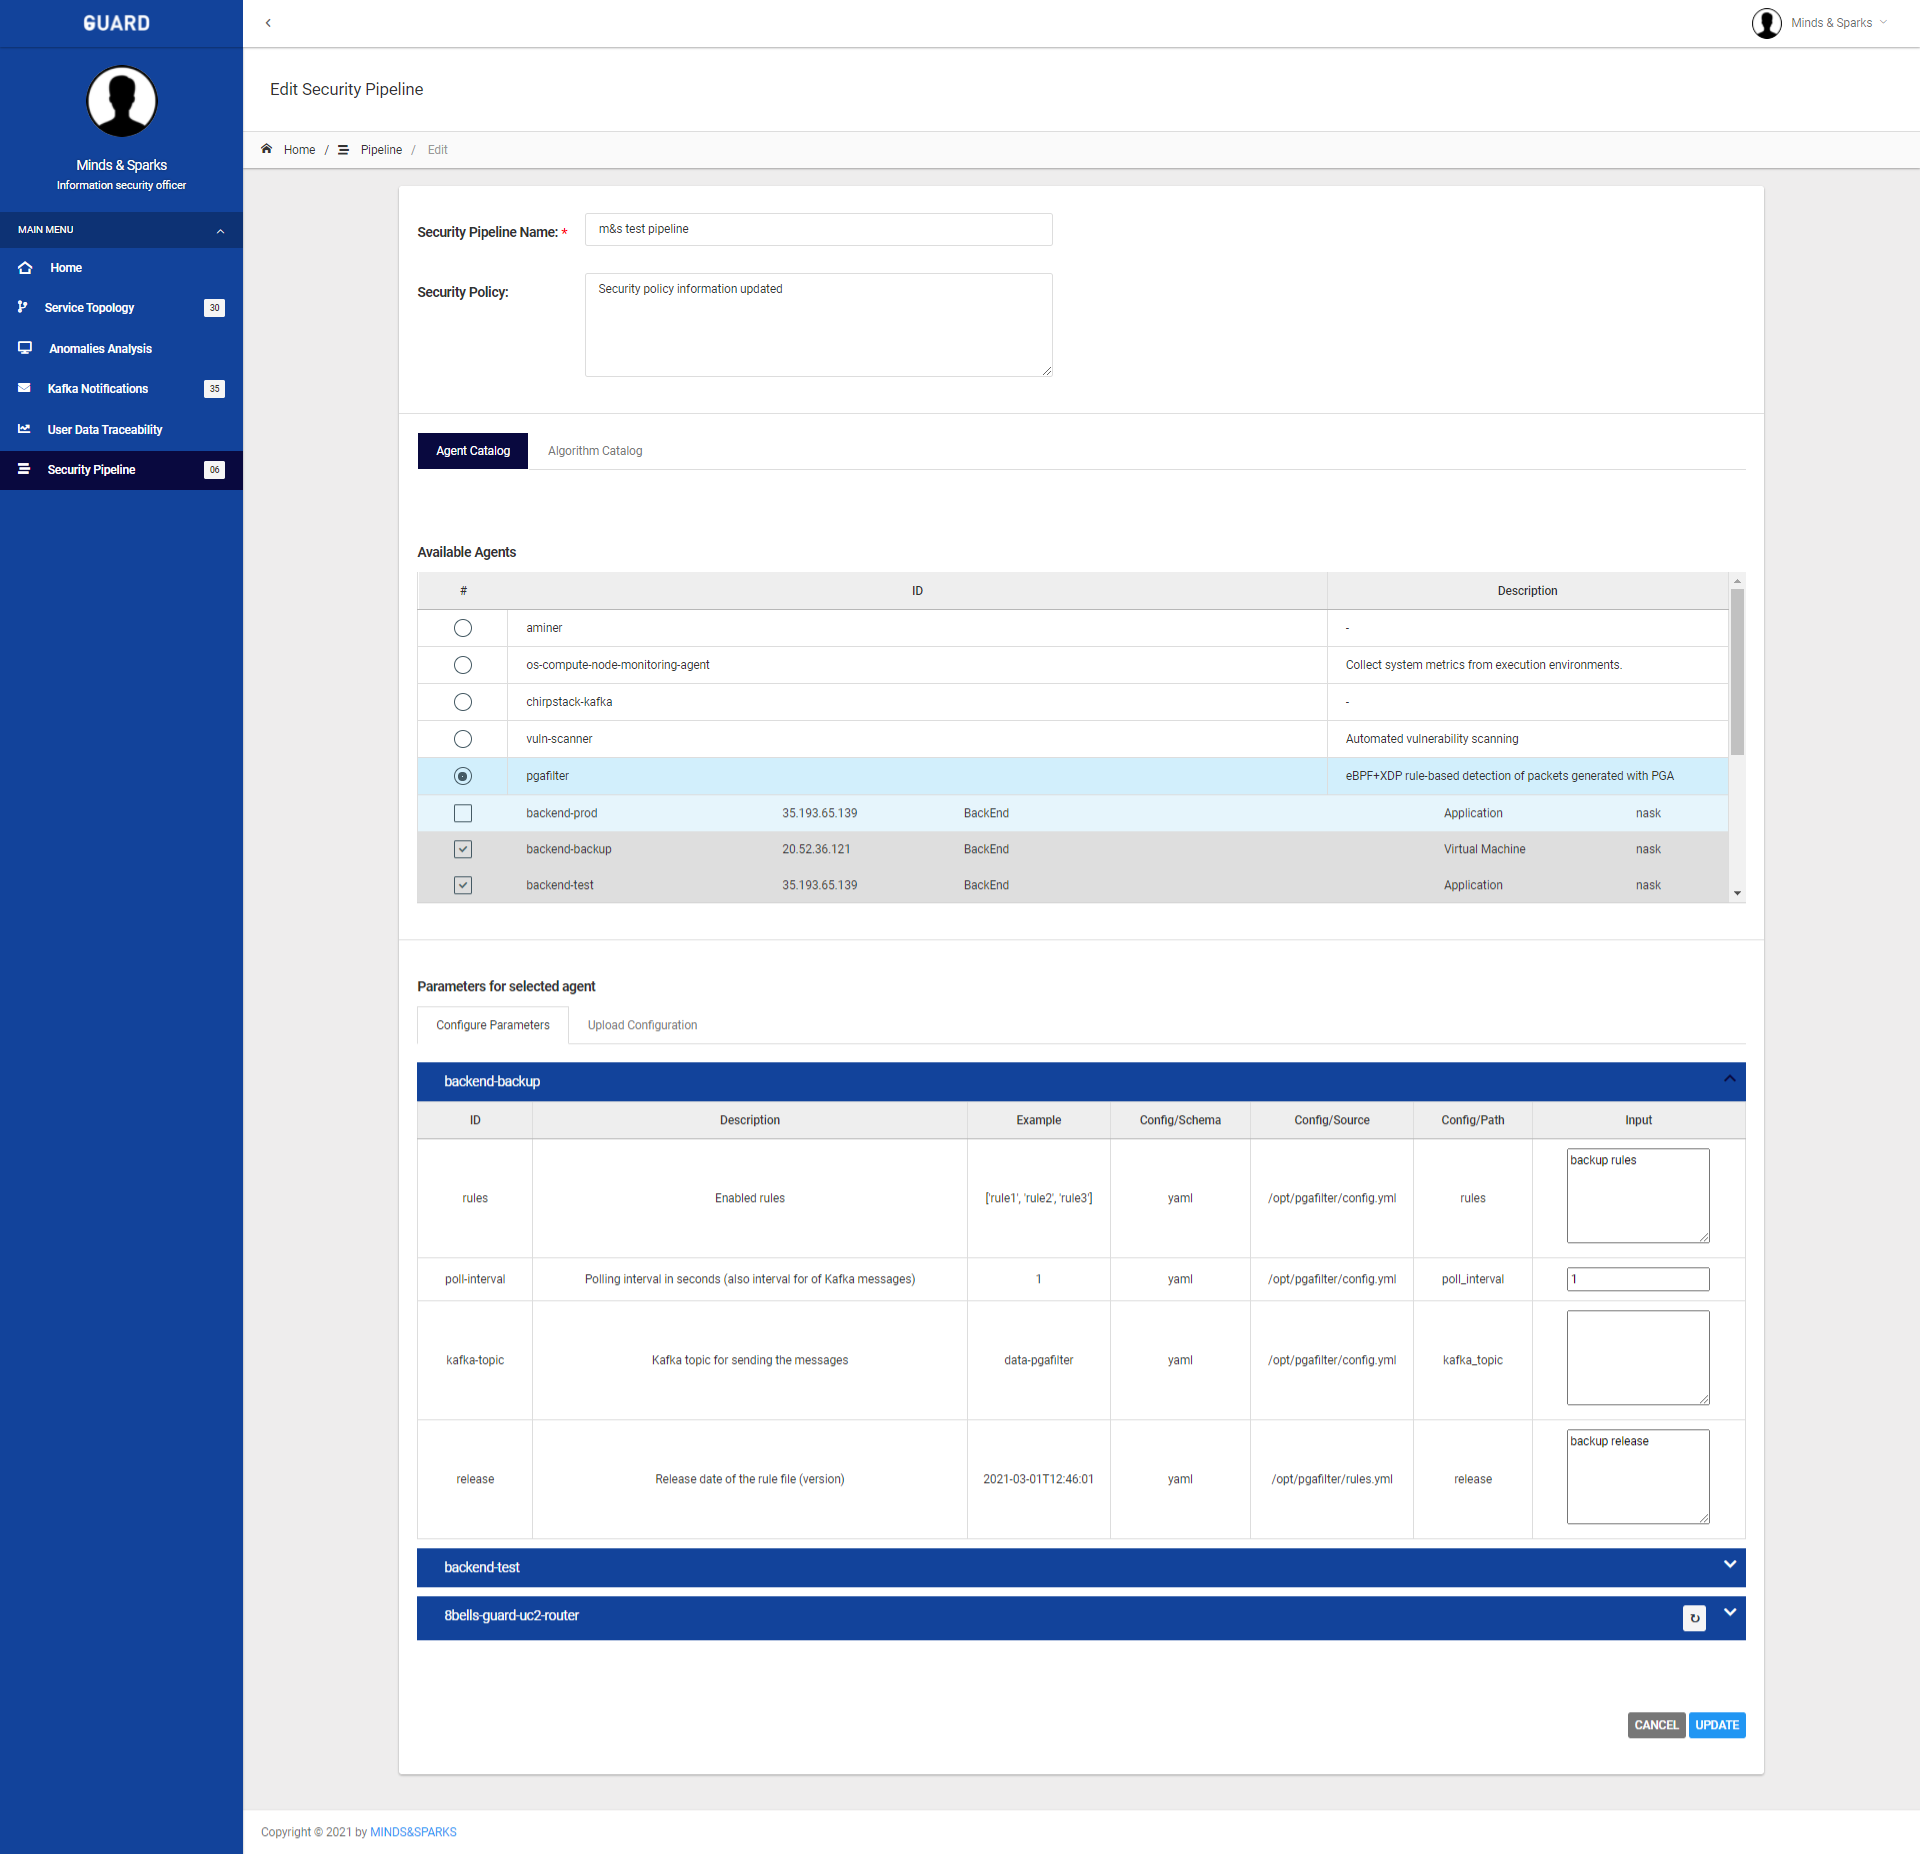 GUARD
Minds & Sparks
Minds & Sparks
Information security officer
MAIN MENU
Home
Service Topology 30
Anomalies Analysis
Kafka Notifications 35
User Data Traceability
Security Pipeline 06
Edit Security Pipeline
Home / Pipeline / Edit
Security Pipeline Name: * m&s test pipeline
Security Policy: Security policy information updated
Agent Catalog Algorithm Catalog
Available Agents
# ID Description
aminer -
os-compute-node-monitoring-agent Collect system metrics from execution environments.
chirpstack-kafka -
vuln-scanner Automated vulnerability scanning
pgafilter eBPF+XDP rule-based detection of packets generated with PGA
backend-prod 35.193.65.139 BackEnd Application nask
backend-backup 20.52.36.121 BackEnd Virtual Machine nask
backend-test 35.193.65.139 BackEnd Application nask
Parameters for selected agent
Configure Parameters Upload Configuration
backend-backup
ID Description Example Config/Schema Config/Source Config/Path Input
rules Enabled rules ['rule1', 'rule2', 'rule3'] yaml /opt/pgafilter/config.yml rules backup rules
poll-interval Polling interval in seconds (also interval for of Kafka messages) 1 yaml /opt/pgafilter/config.yml poll_interval 1
kafka-topic Kafka topic for sending the messages data-pgafilter yaml /opt/pgafilter/config.yml kafka_topic
release Release date of the rule file (version) 2021-03-01T12:46:01 yaml /opt/pgafilter/rules.yml release backup release
backend-test
8bells-guard-uc2-router
CANCEL UPDATE
Copyright © 2021 by MINDS&SPARKS